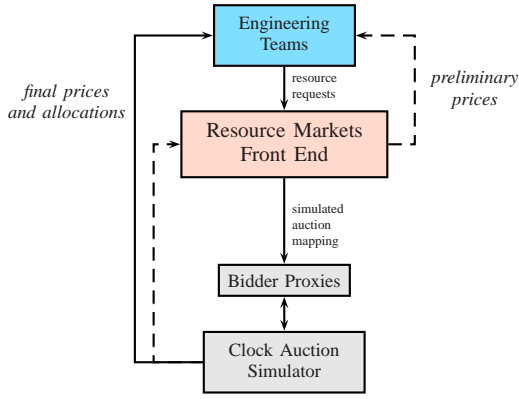 Engineering
Teams
final prices
and allocations
resource
requests
preliminary
prices
Resource Markets
Front End
simulated
auction
mapping
Bidder Proxies
Clock Auction
Simulator